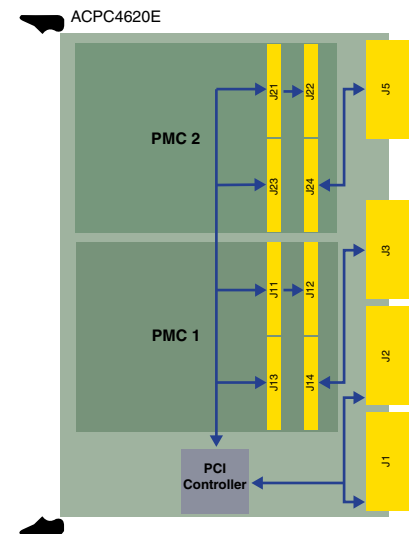 ACPC4620E
J21
J22
J5
PMC 2
J23
J24
J3
J11
J12
PMC 1
J2
J13
J14
J1
PCI
Controller